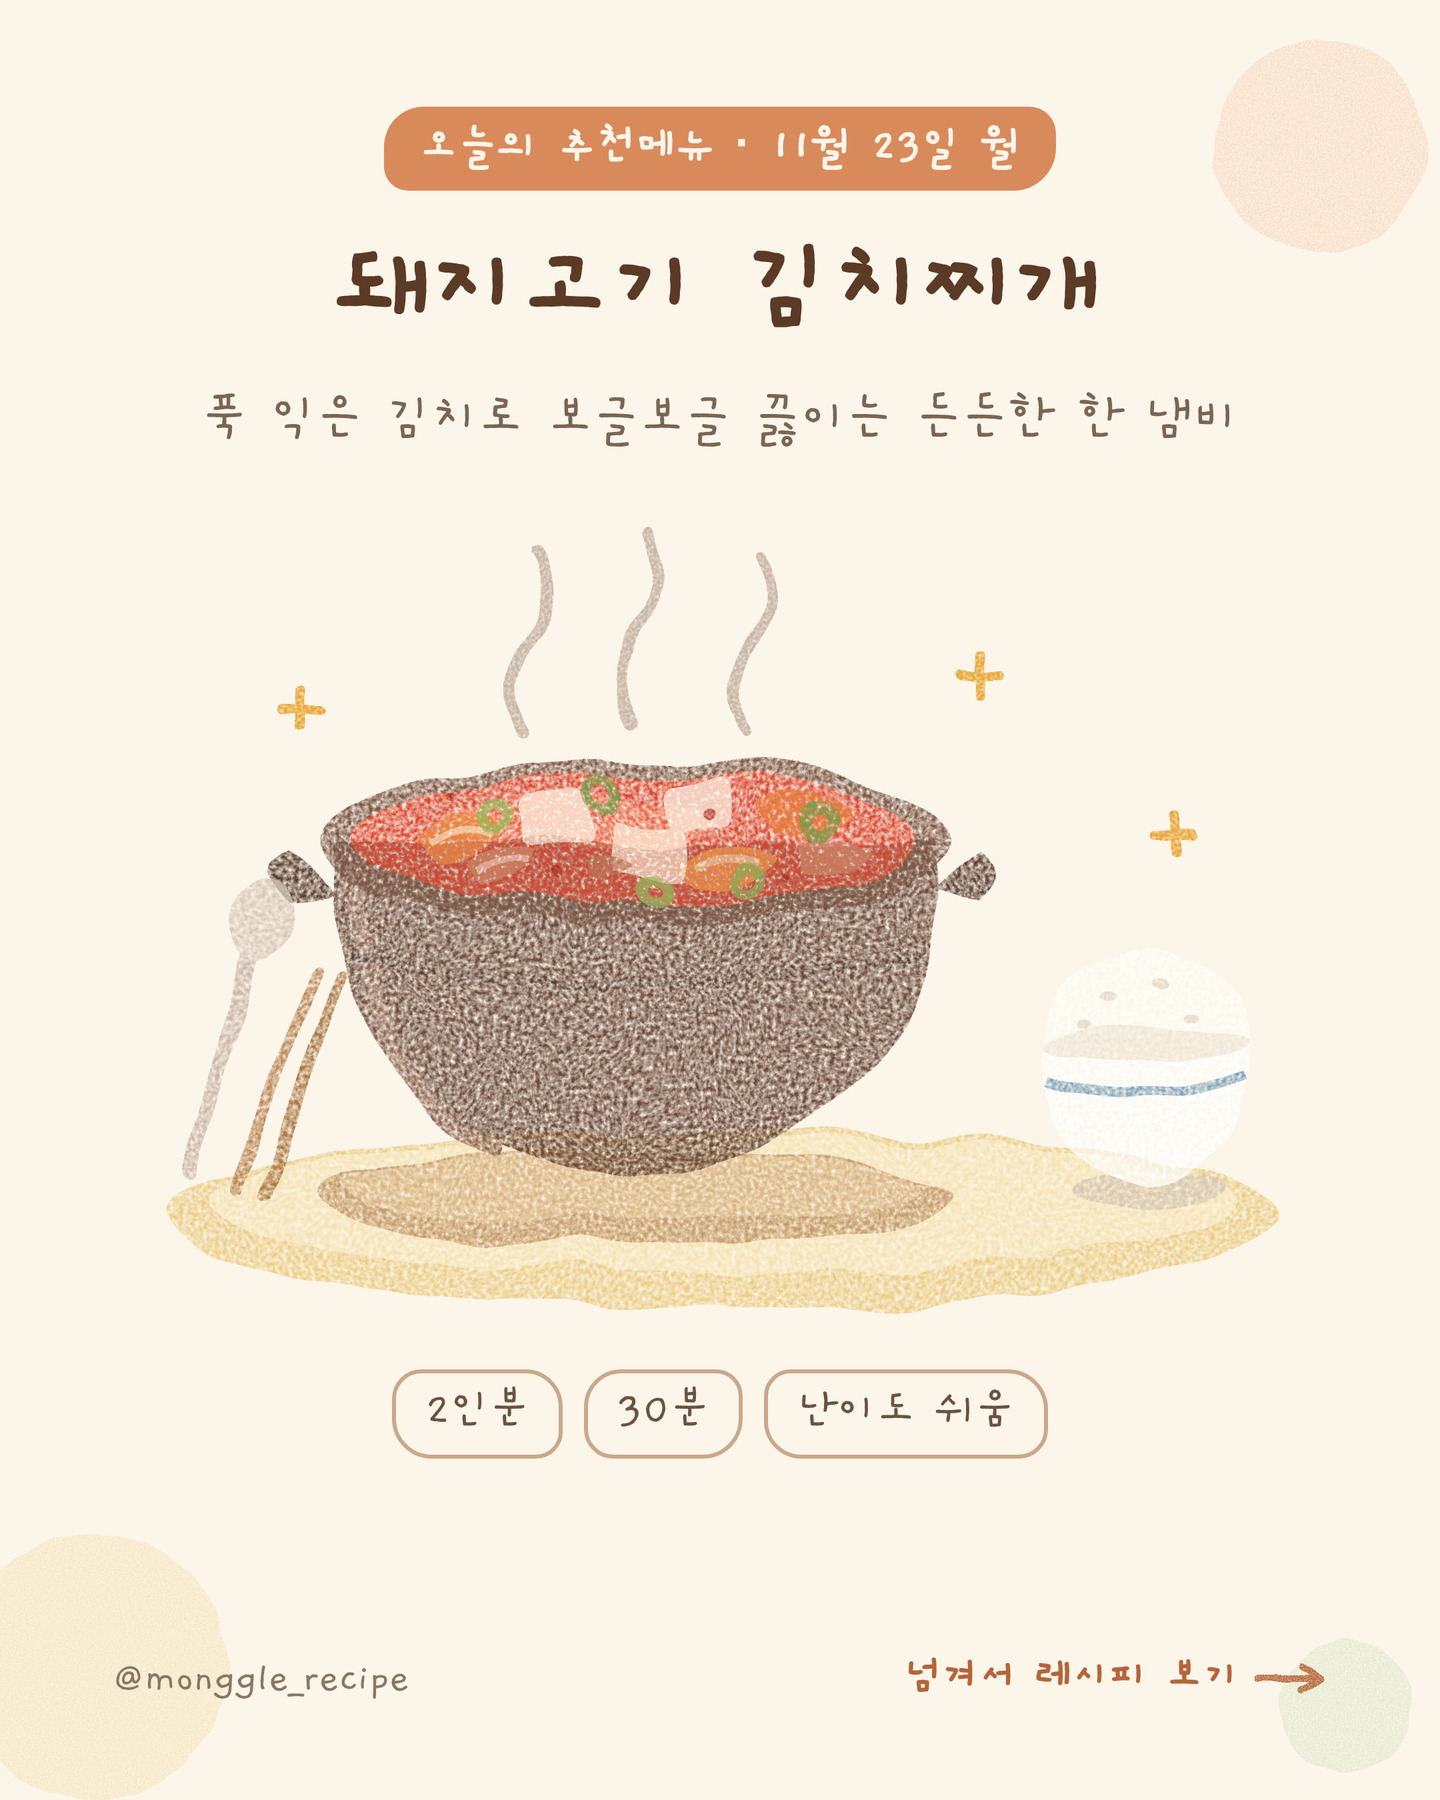 오늘의 추천메뉴 · 11월 23일 월
돼지고기 김치찌개
푹 익은 김치로 보글보글 끓이는 든든한 한 냄비
2인분 30분 난이도 쉬움
@monggle_recipe 넘겨서 레시피 보기 →